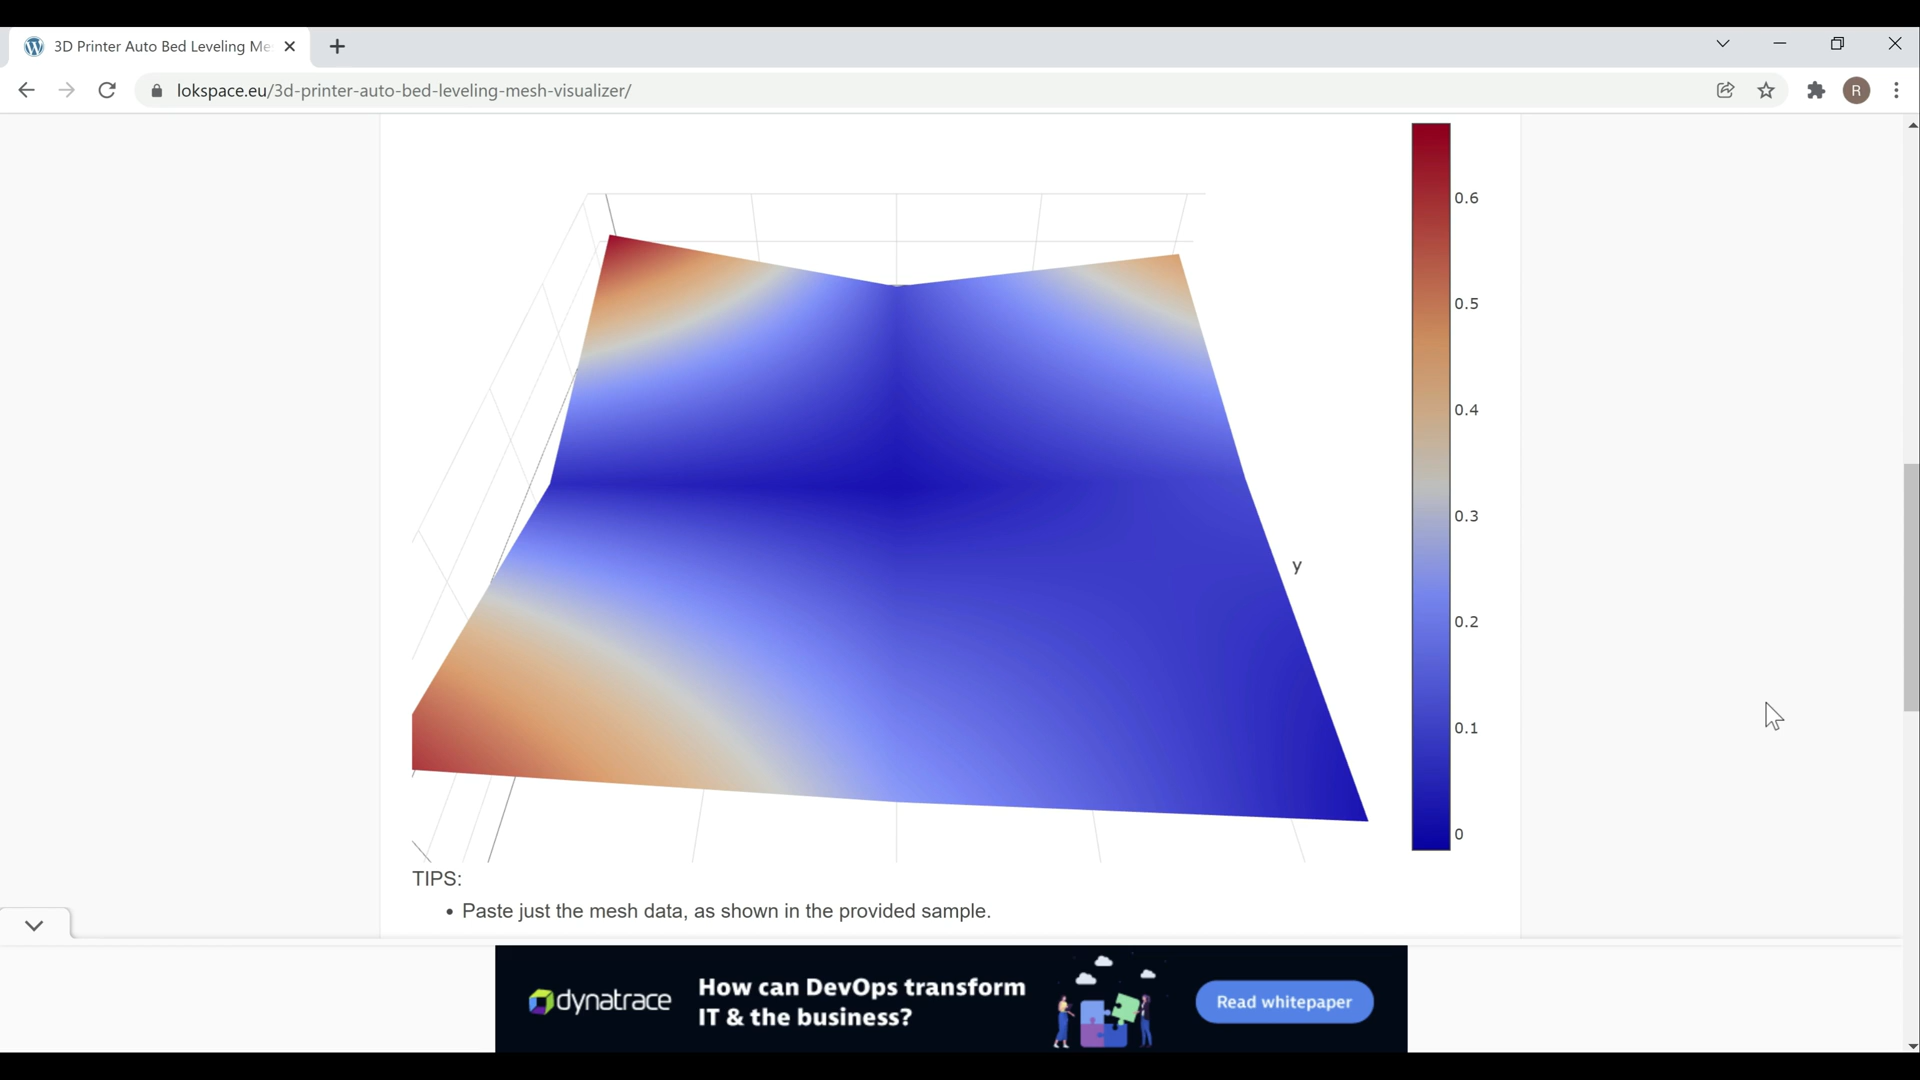 3D Printer Auto Bed Leveling Me
lokspace.eu/3d-printer-auto-bed-leveling-mesh-visualizer/
R
0.6
0.5
0.4
0.3
0.2
0.1
0
y
TIPS:
• Paste just the mesh data, as shown in the provided sample.
dynatrace
How can DevOps transform
IT & the business?
Read whitepaper